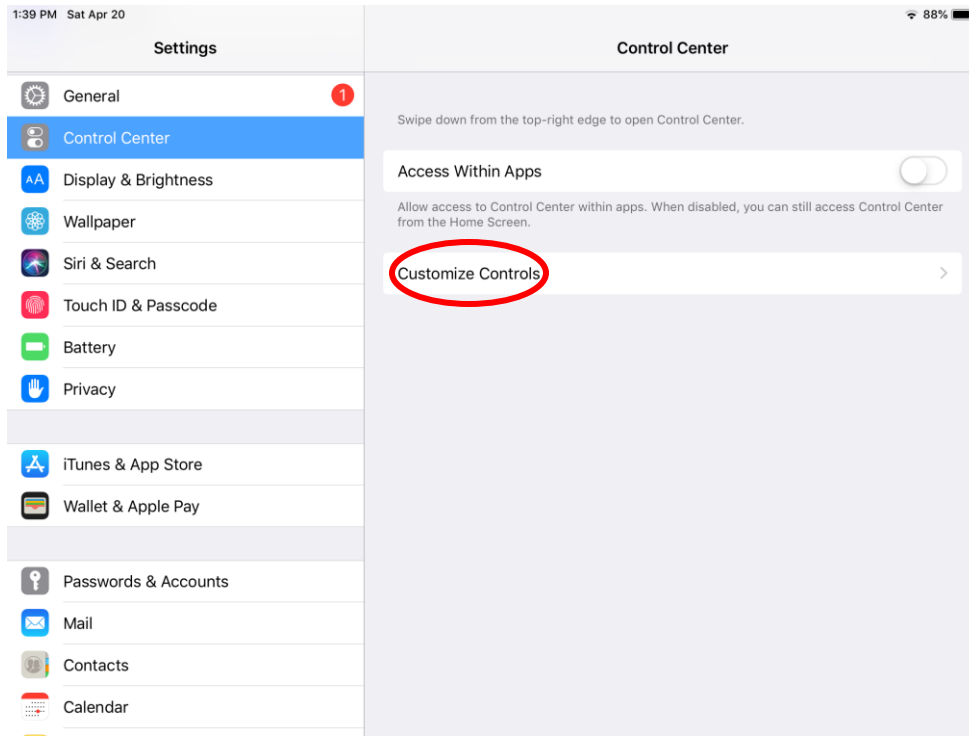 1:39 PM Sat Apr 20
88%
Settings
General
1
Control Center
AA Display & Brightness
Wallpaper
Siri & Search
Touch ID & Passcode
Battery
Privacy
iTunes & App Store
Wallet & Apple Pay
Passwords & Accounts
Mail
Contacts
Calendar
Control Center
Swipe down from the top-right edge to open Control Center.
Access Within Apps
Allow access to Control Center within apps. When disabled, you can still access Control Center
from the Home Screen.
Customize Controls